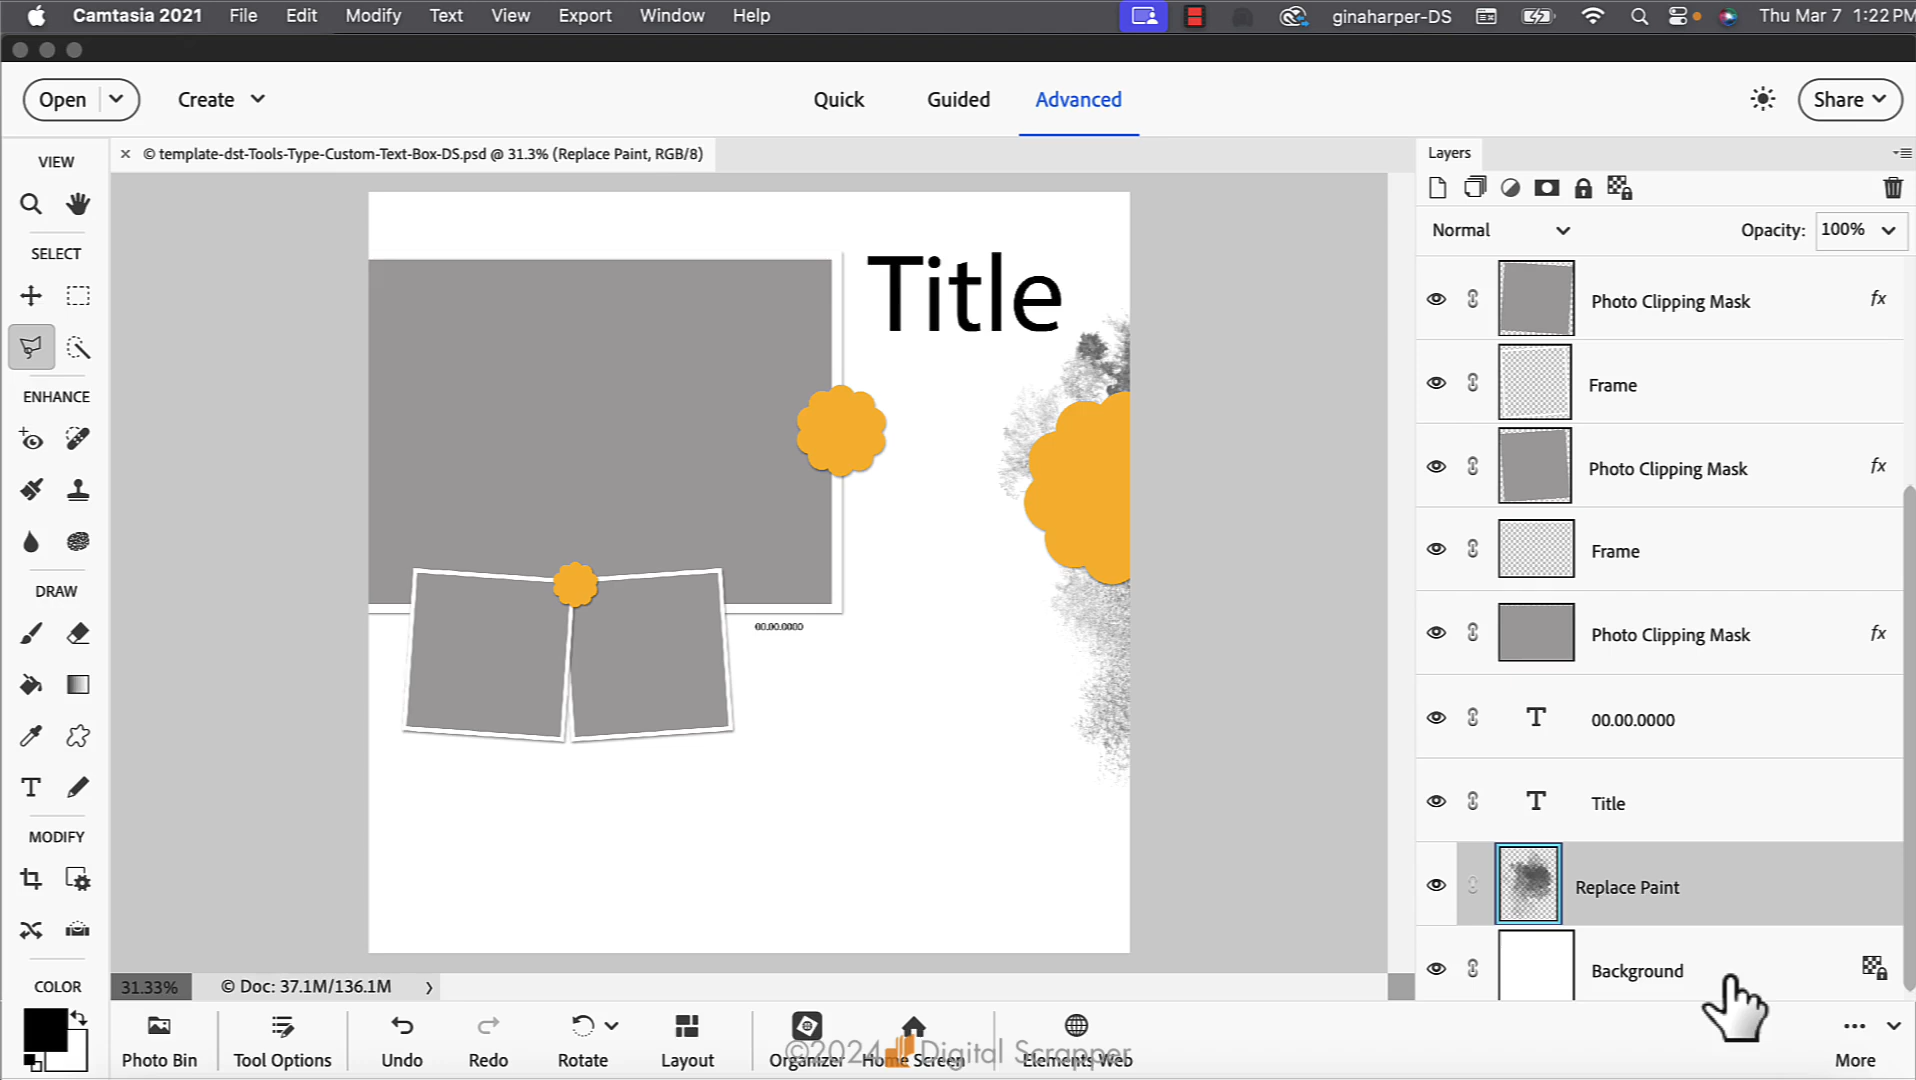 Camtasia 2021 File Edit Modify Text View Export Window Help ginaharper-DS Thu Mar 7 1:22 PM
Open Create Quick Guided Advanced Share
VIEW
× © template-dst-Tools-Type-Custom-Text-Box-DS.psd @ 31.3% (Replace Paint, RGB/8)
Layers
Normal Opacity: 100%
SELECT
Title
Photo Clipping Mask fx
Frame
ENHANCE
Photo Clipping Mask fx
Frame
DRAW
00.00.0000
Photo Clipping Mask fx
T 00.00.0000
T
T Title
MODIFY
Replace Paint
Background
COLOR
31.33% © Doc: 37.1M/136.1M
Photo Bin Tool Options Undo Redo Rotate Layout Organizer Home Screen Elements Web More
©2024 Digital Scrapper